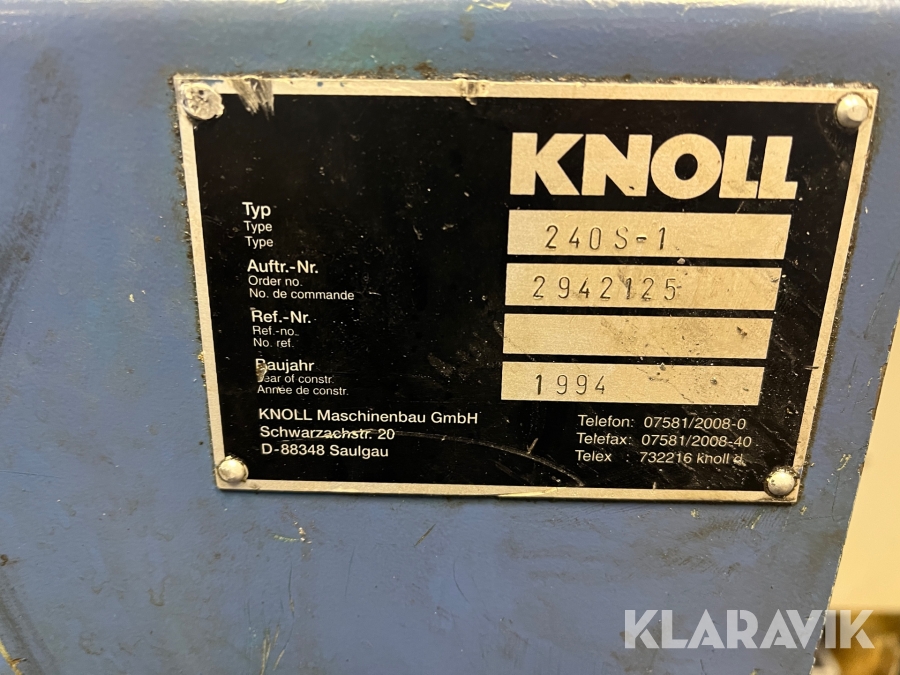 KNOLL
Typ
Type
Type
240 S-1
Auftr.-Nr.
Order no.
No. de commande
2942125
Ref.-Nr.
Ref.-no.
No. ref.
Baujahr
Year of constr.
Année de constr.
1994
KNOLL Maschinenbau GmbH
Schwarzachstr. 20
D-88348 Saulgau
Telefon: 07581/2008-0
Telefax: 07581/2008-40
Telex : 732216 knoll d
KLARAVIK